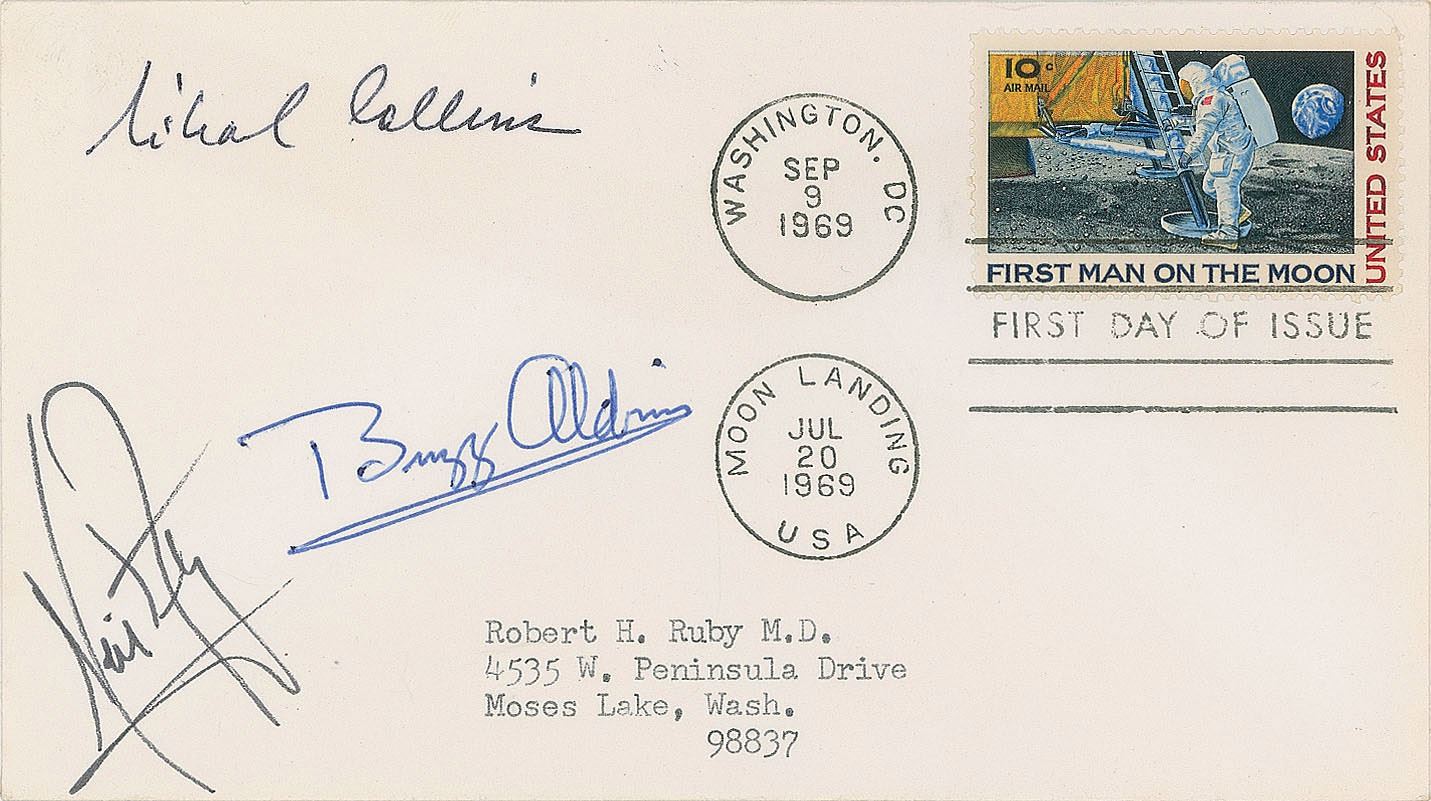 Michael Collins
10c
AIR MAIL
UNITED STATES
FIRST MAN ON THE MOON
WASHINGTON. DC
SEP
9
1969
FIRST DAY OF ISSUE
Buzz Aldrin
MOON LANDING
JUL
20
1969
USA
Neil
Robert H. Ruby M.D.
4535 W. Peninsula Drive
Moses Lake, Wash.
98837